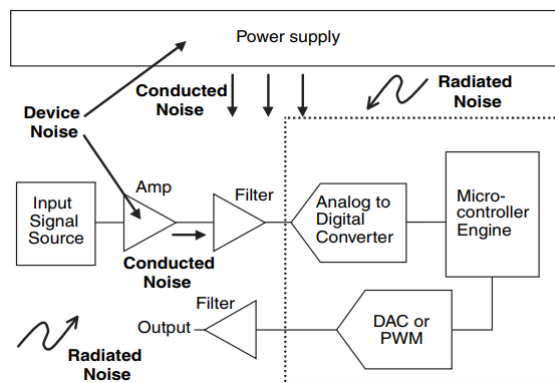 Power supply
Conducted
Noise
Radiated
Noise
Device
Noise
Amp
Filter
Input
Signal
Source
Analog to
Digital
Converter
Micro-
controller
Engine
Conducted
Noise
Filter
Output
DAC or
PWM
Radiated
Noise